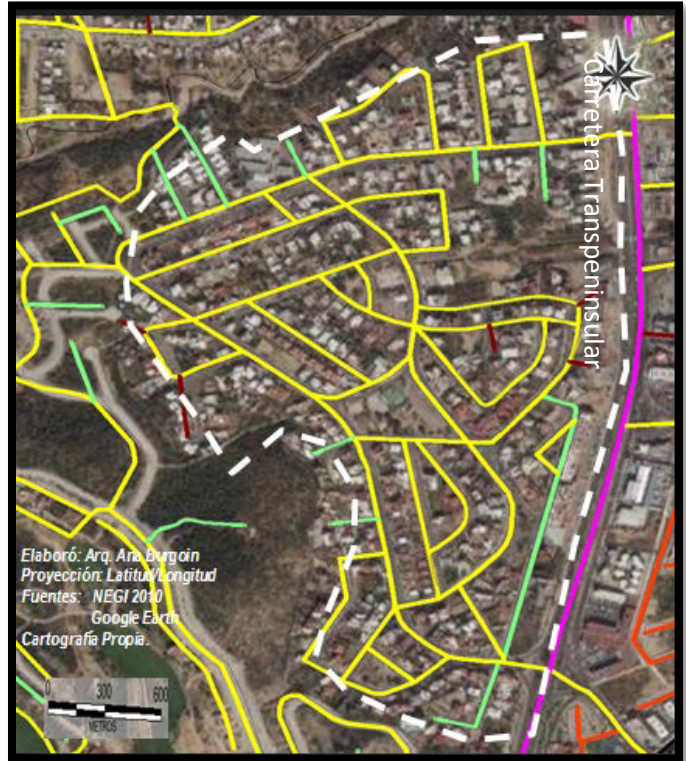 Carretera Transpeninsular
Elaboró: Arq. Ana Burgoin
Proyección: Latitud/Longitud
Fuentes: NEGI 2010
Google Earth
Cartografía Propia.
0 300 600
METROS